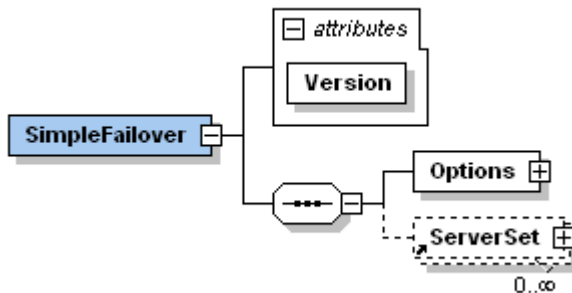 attributes
Version
SimpleFailover
Options
ServerSet
0..∞